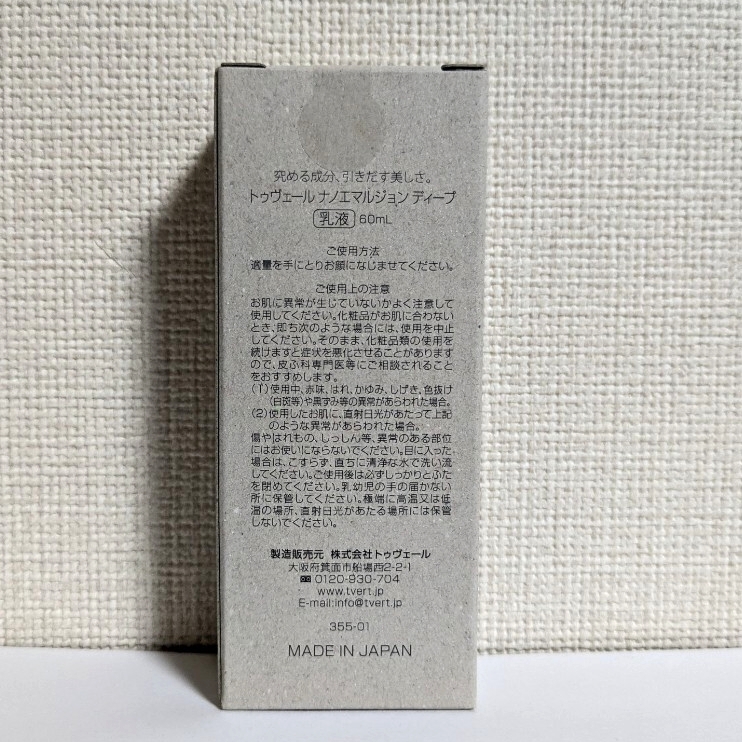 究める成分、引きだす美しさ。
トゥヴェール ナノエマルジョン ディープ
乳液 60mL
ご使用方法
適量を手にとりお顔になじませてください。
ご使用上の注意
お肌に異常が生じていないかよく注意して
使用してください。化粧品がお肌に合わない
とき、即ち次のような場合には、使用を中止
してください。そのまま、化粧品類の使用を
続けますと症状を悪化させることがあります
ので、皮ふ科専門医等にご相談されること
をおすすめします。
(1)使用中、赤味、はれ、かゆみ、しげき、色抜け
(白斑等)や黒ずみ等の異常があらわれた場合。
(2)使用したお肌に、直射日光があたって上記
のような異常があらわれた場合。
傷やはれもの、しっしん等、異常のある部位
にはお使いにならないでください。目に入った
場合は、こすらず、直ちに清浄な水で洗い流
してください。ご使用後は必ずしっかりとふた
を閉めてください。乳幼児の手の届かない
所に保管してください。極端に高温又は低
温の場所、直射日光があたる場所には保管
しないでください。
製造販売元 株式会社トゥヴェール
大阪府箕面市船場西2-2-1
0120-930-704
www.tvert.jp
E-mail:info@tvert.jp
355-01
MADE IN JAPAN